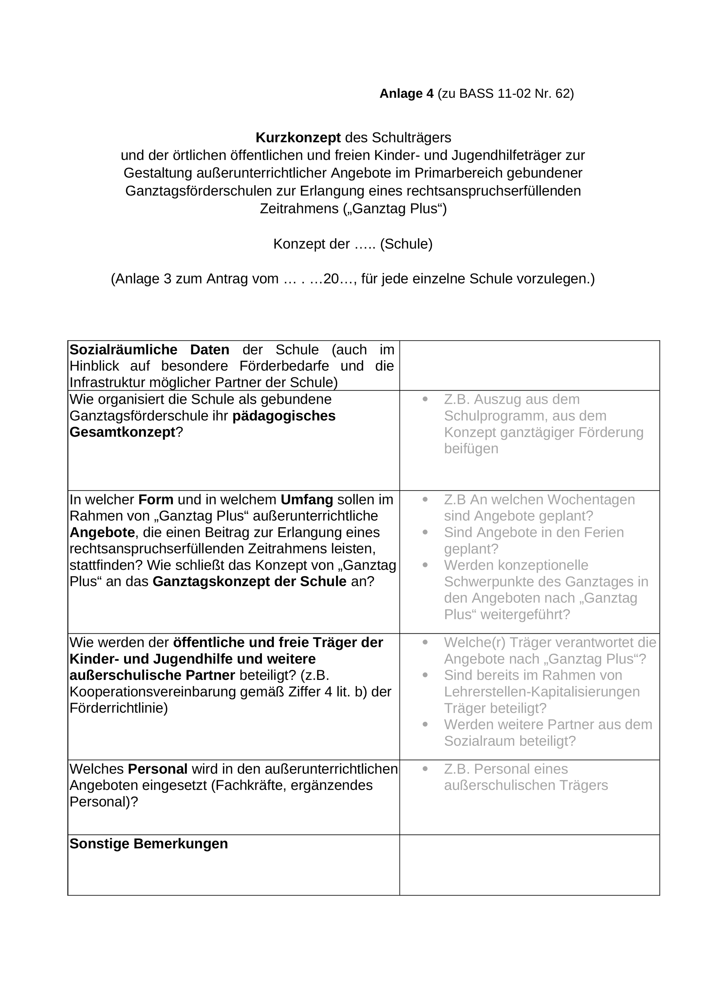 Anlage 4 (zu BASS 11-02 Nr. 62)
Kurzkonzept des Schulträgers
und der örtlichen öffentlichen und freien Kinder- und Jugendhilfeträger zur
Gestaltung außerunterrichtlicher Angebote im Primarbereich gebundener
Ganztagsförderschulen zur Erlangung eines rechtsanspruchserfüllenden
Zeitrahmens („Ganztag Plus“)
Konzept der ….. (Schule)
(Anlage 3 zum Antrag vom … . …20…, für jede einzelne Schule vorzulegen.)
Sozialräumliche Daten der Schule (auch im
Hinblick auf besondere Förderbedarfe und die
Infrastruktur möglicher Partner der Schule)
Wie organisiert die Schule als gebundene
Ganztagsförderschule ihr pädagogisches
Gesamtkonzept?
• Z.B. Auszug aus dem
Schulprogramm, aus dem
Konzept ganztägiger Förderung
beifügen
In welcher Form und in welchem Umfang sollen im
Rahmen von „Ganztag Plus“ außerunterrichtliche
Angebote, die einen Beitrag zur Erlangung eines
rechtsanspruchserfüllenden Zeitrahmens leisten,
stattfinden? Wie schließt das Konzept von „Ganztag
Plus“ an das Ganztagskonzept der Schule an?
• Z.B An welchen Wochentagen
sind Angebote geplant?
• Sind Angebote in den Ferien
geplant?
• Werden konzeptionelle
Schwerpunkte des Ganztages in
den Angeboten nach „Ganztag
Plus“ weitergeführt?
Wie werden der öffentliche und freie Träger der
Kinder- und Jugendhilfe und weitere
außerschulische Partner beteiligt? (z.B.
Kooperationsvereinbarung gemäß Ziffer 4 lit. b) der
Förderrichtlinie)
• Welche(r) Träger verantwortet die
Angebote nach „Ganztag Plus“?
• Sind bereits im Rahmen von
Lehrerstellen-Kapitalisierungen
Träger beteiligt?
• Werden weitere Partner aus dem
Sozialraum beteiligt?
Welches Personal wird in den außerunterrichtlichen
Angeboten eingesetzt (Fachkräfte, ergänzendes
Personal)?
• Z.B. Personal eines
außerschulischen Trägers
Sonstige Bemerkungen